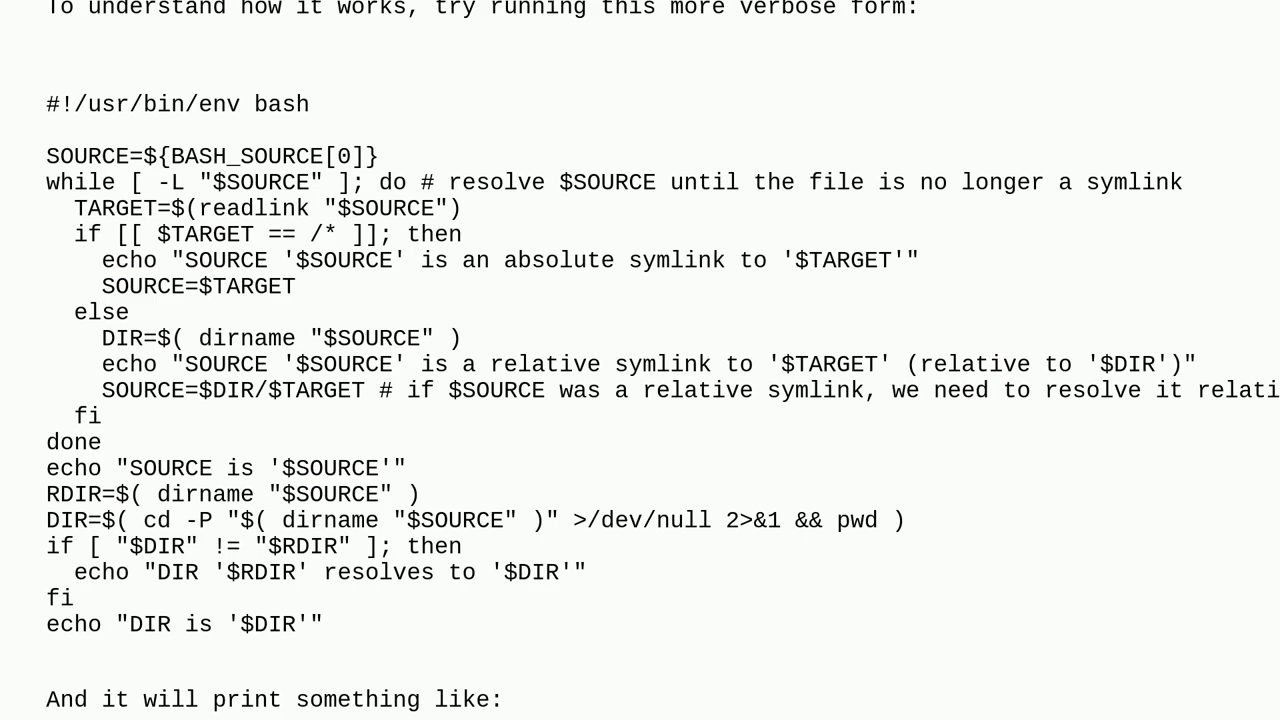 To understand how it works, try running this more verbose form:
#!/usr/bin/env bash
SOURCE=${BASH_SOURCE[0]}
while [ -L "$SOURCE" ]; do # resolve $SOURCE until the file is no longer a symlink
  TARGET=$(readlink "$SOURCE")
  if [[ $TARGET == /* ]]; then
    echo "SOURCE '$SOURCE' is an absolute symlink to '$TARGET'"
    SOURCE=$TARGET
  else
    DIR=$( dirname "$SOURCE" )
    echo "SOURCE '$SOURCE' is a relative symlink to '$TARGET' (relative to '$DIR')"
    SOURCE=$DIR/$TARGET # if $SOURCE was a relative symlink, we need to resolve it relati
  fi
done
echo "SOURCE is '$SOURCE'"
RDIR=$( dirname "$SOURCE" )
DIR=$( cd -P "$( dirname "$SOURCE" )" >/dev/null 2>&1 && pwd )
if [ "$DIR" != "$RDIR" ]; then
  echo "DIR '$RDIR' resolves to '$DIR'"
fi
echo "DIR is '$DIR'"
And it will print something like: